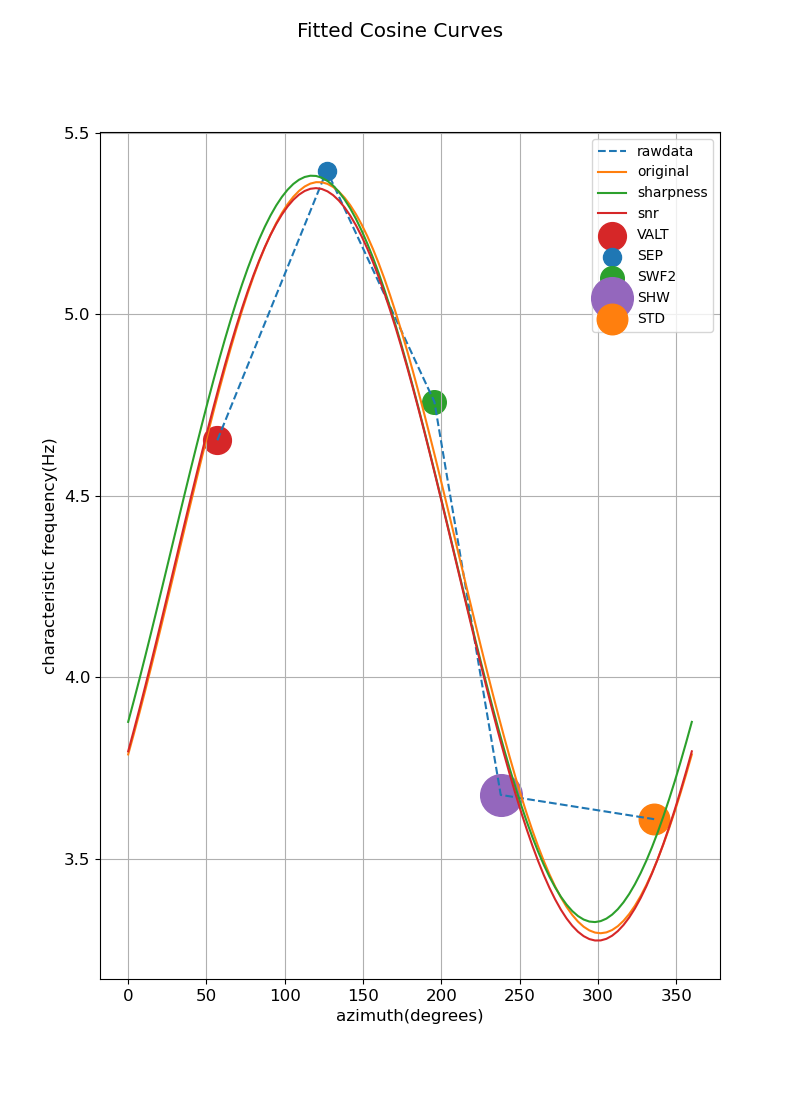 Fitted Cosine Curves
5.5
5.0
4.5
4.0
3.5
characteristic frequency(Hz)
rawdata
original
sharpness
snr
VALT
SEP
SWF2
SHW
STD
0 50 100 150 200 250 300 350
azimuth(degrees)